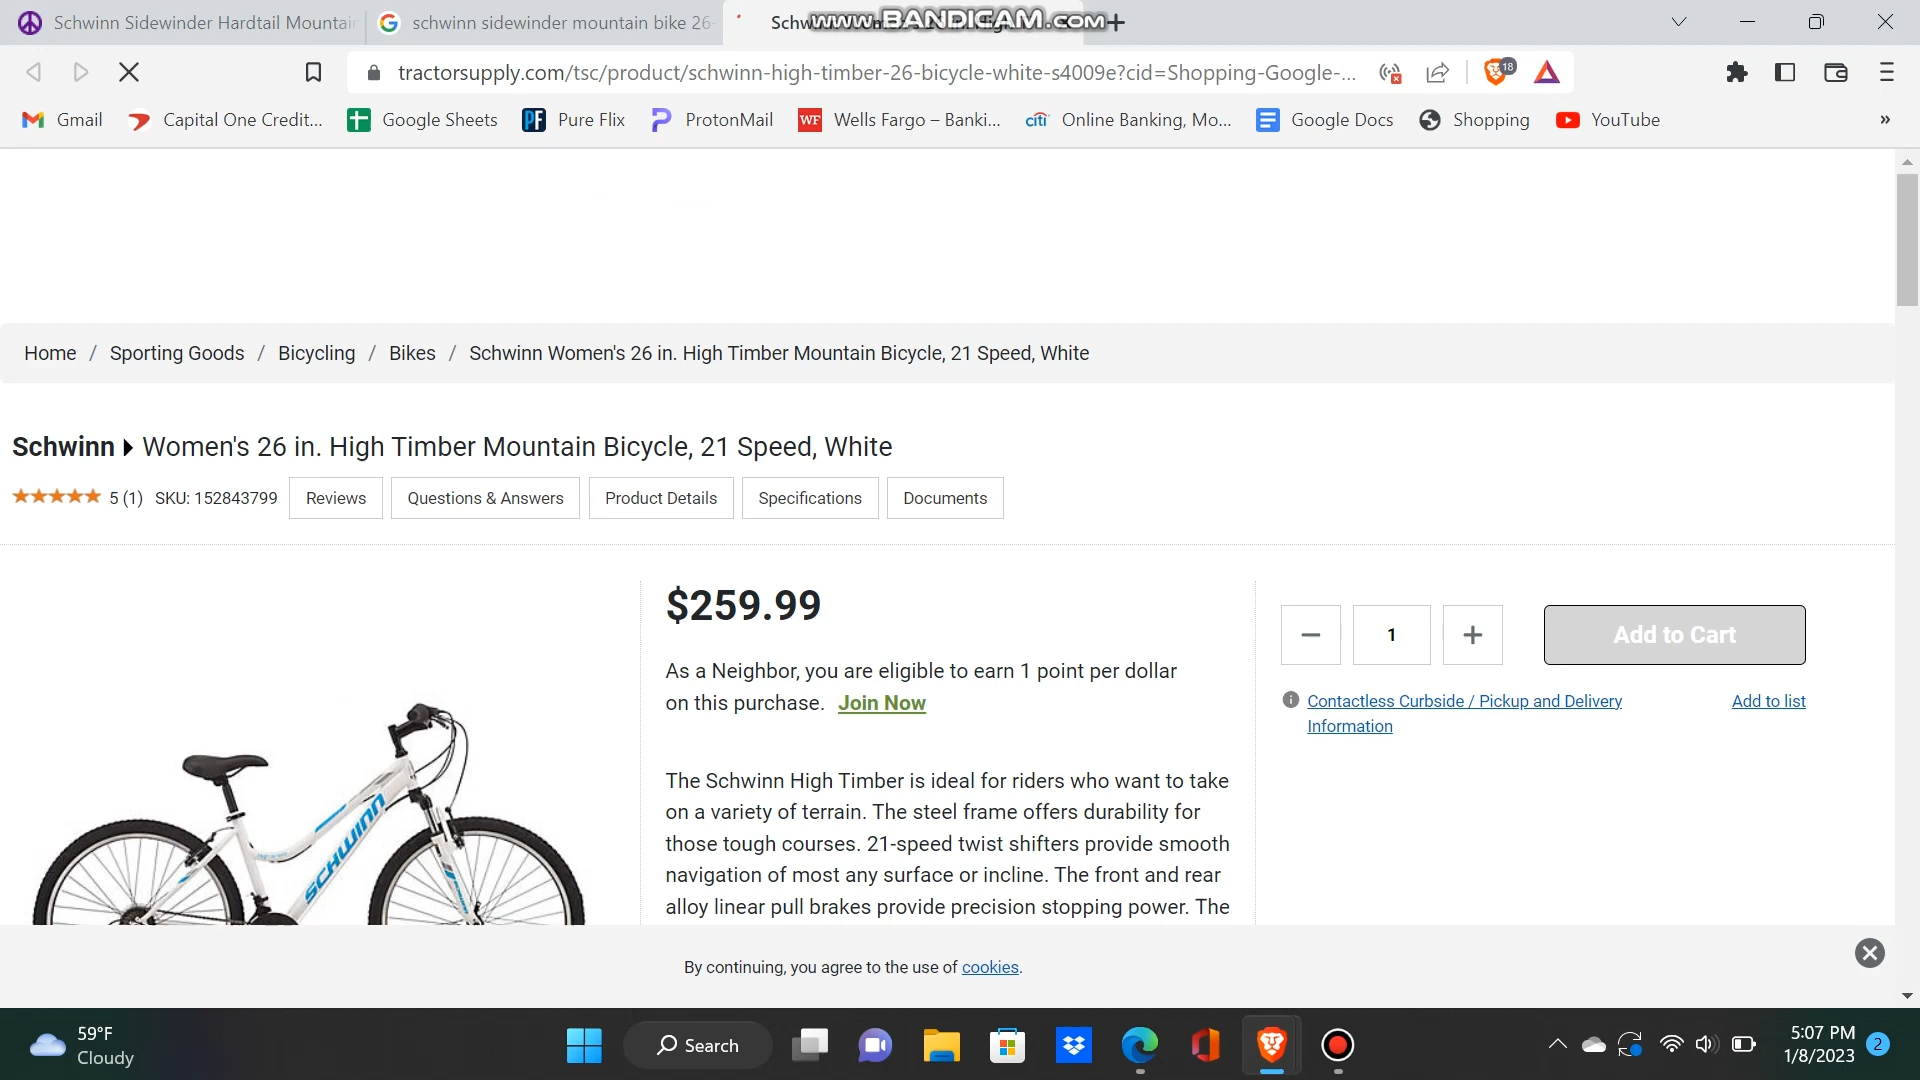 Schwinn Sidewinder Hardtail Mountain
schwinn sidewinder mountain bike 26-
Schw
www.BANDICAM.com
tractorsupply.com/tsc/product/schwinn-high-timber-26-bicycle-white-s4009e?cid=Shopping-Google-...
18
Gmail
Capital One Credit...
Google Sheets
PF
Pure Flix
ProtonMail
WF
Wells Fargo – Banki...
citi
Online Banking, Mo...
Google Docs
Shopping
YouTube
»
Home / Sporting Goods / Bicycling / Bikes / Schwinn Women's 26 in. High Timber Mountain Bicycle, 21 Speed, White
Schwinn Women's 26 in. High Timber Mountain Bicycle, 21 Speed, White
5 (1) SKU: 152843799
Reviews
Questions & Answers
Product Details
Specifications
Documents
$259.99
1
Add to Cart
As a Neighbor, you are eligible to earn 1 point per dollar
on this purchase. Join Now
Contactless Curbside / Pickup and Delivery
Information
Add to list
The Schwinn High Timber is ideal for riders who want to take
on a variety of terrain. The steel frame offers durability for
those tough courses. 21-speed twist shifters provide smooth
navigation of most any surface or incline. The front and rear
alloy linear pull brakes provide precision stopping power. The
SCHWINN
By continuing, you agree to the use of cookies.
59°F
Cloudy
Search
5:07 PM
1/8/2023
2